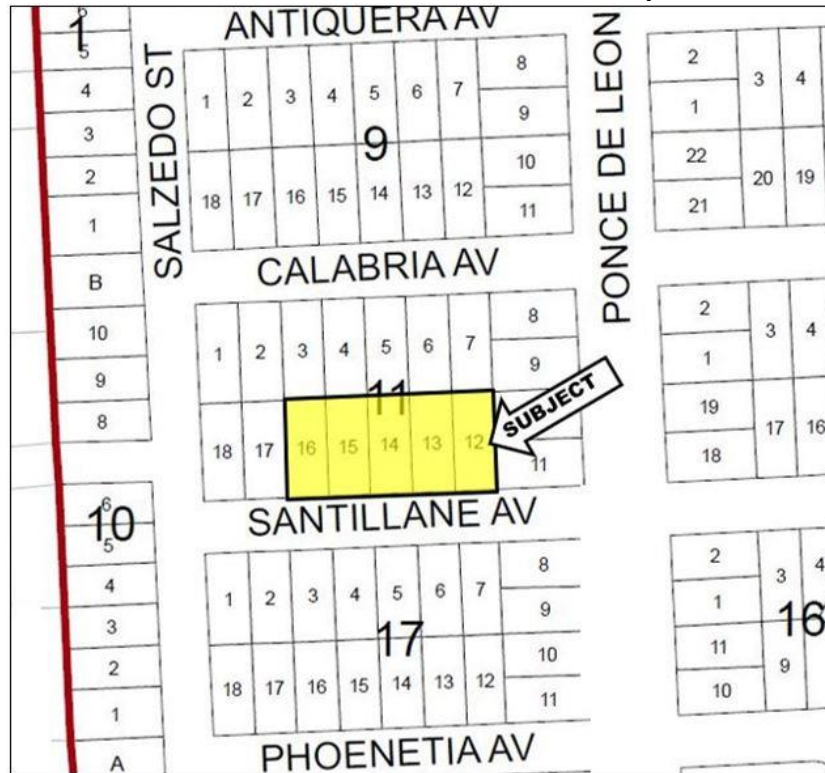 ANTIQUERA AV
SALZEDO ST
PONCE DE LEON
1
5
4
3
2
1
B
10
9
8
6
10
5
4
3
2
1
A
1 2 3 4 5 6 7 8
9
9
10
18 17 16 15 14 13 12 11
2 3 4
1
22
21 20 19
CALABRIA AV
1 2 3 4 5 6 7 8
9
11
SUBJECT
18 17 16 15 14 13 12 11
2 3 4
1
19
18 17 16
SANTILLANE AV
1 2 3 4 5 6 7 8
9
17
10
18 17 16 15 14 13 12 11
2 3 4
1
16
11
10 9
PHOENETIA AV